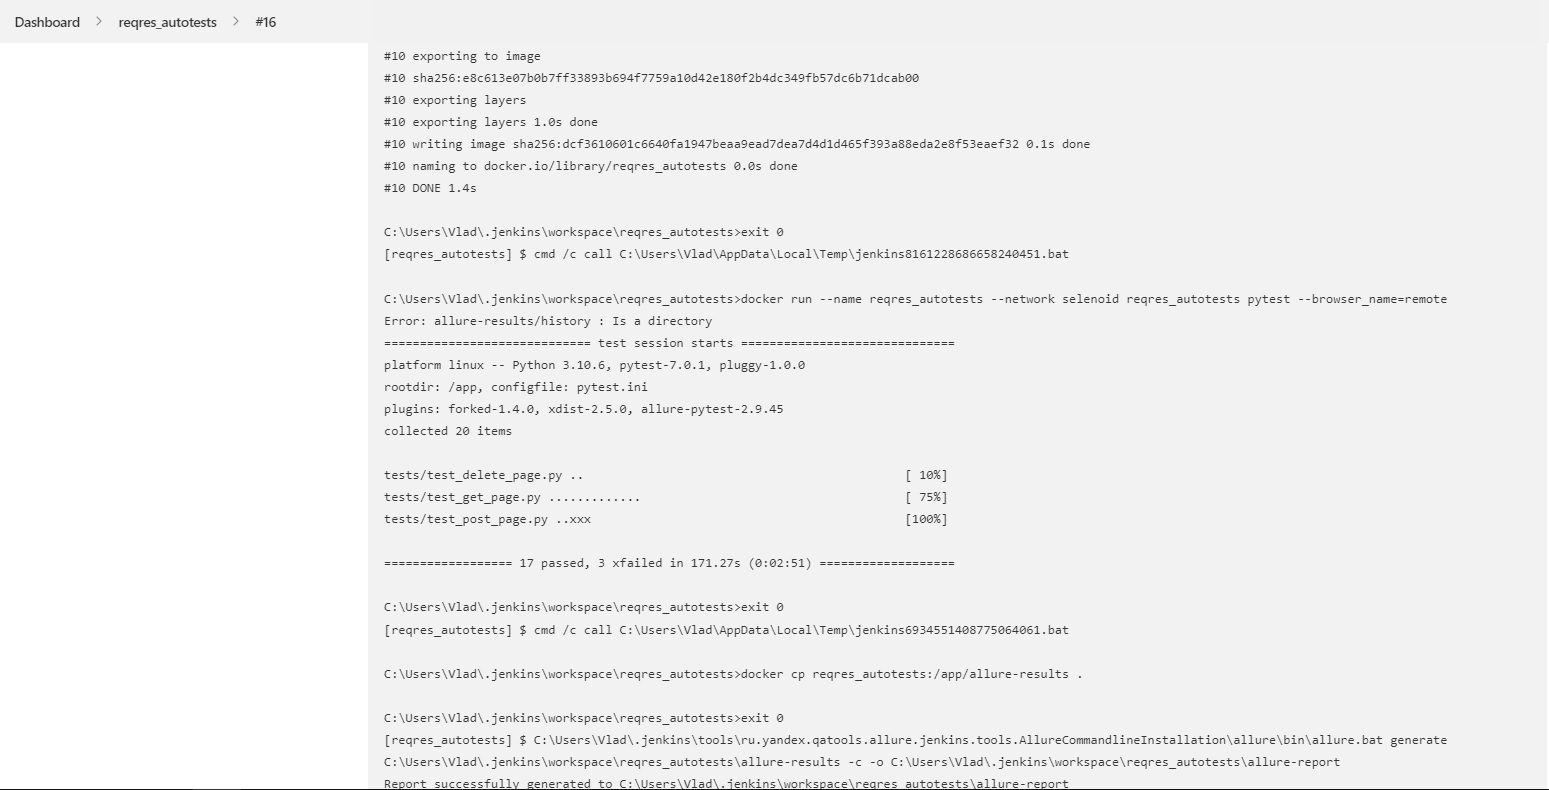 Dashboard > reqres_autotests > #16
#10 exporting to image
#10 sha256:e8c613e07b0b7ff33893b694f7759a10d42e180f2b4dc349fb57dc6b71dcab00
#10 exporting layers
#10 exporting layers 1.0s done
#10 writing image sha256:dcf3610601c6640fa1947beaa9ead7dea7d4d1d465f393a88eda2e8f53eaef32 0.1s done
#10 naming to docker.io/library/reqres_autotests 0.0s done
#10 DONE 1.4s
C:\Users\Vlad\.jenkins\workspace\reqres_autotests>exit 0
[reqres_autotests] $ cmd /c call C:\Users\Vlad\AppData\Local\Temp\jenkins8161228686658240451.bat
C:\Users\Vlad\.jenkins\workspace\reqres_autotests>docker run --name reqres_autotests --network selenoid reqres_autotests pytest --browser_name=remote
Error: allure-results/history : Is a directory
============================= test session starts ==============================
platform linux -- Python 3.10.6, pytest-7.0.1, pluggy-1.0.0
rootdir: /app, configfile: pytest.ini
plugins: forked-1.4.0, xdist-2.5.0, allure-pytest-2.9.45
collected 20 items
tests/test_delete_page.py .. [ 10%]
tests/test_get_page.py ............. [ 75%]
tests/test_post_page.py ..xxx [100%]
================== 17 passed, 3 xfailed in 171.27s (0:02:51) ===================
C:\Users\Vlad\.jenkins\workspace\reqres_autotests>exit 0
[reqres_autotests] $ cmd /c call C:\Users\Vlad\AppData\Local\Temp\jenkins6934551408775064061.bat
C:\Users\Vlad\.jenkins\workspace\reqres_autotests>docker cp reqres_autotests:/app/allure-results .
C:\Users\Vlad\.jenkins\workspace\reqres_autotests>exit 0
[reqres_autotests] $ C:\Users\Vlad\.jenkins\tools\ru.yandex.qatools.allure.jenkins.tools.AllureCommandlineInstallation\allure\bin\allure.bat generate
C:\Users\Vlad\.jenkins\workspace\reqres_autotests\allure-results -c -o C:\Users\Vlad\.jenkins\workspace\reqres_autotests\allure-report
Report successfully generated to C:\Users\Vlad\.jenkins\workspace\reqres_autotests\allure-report